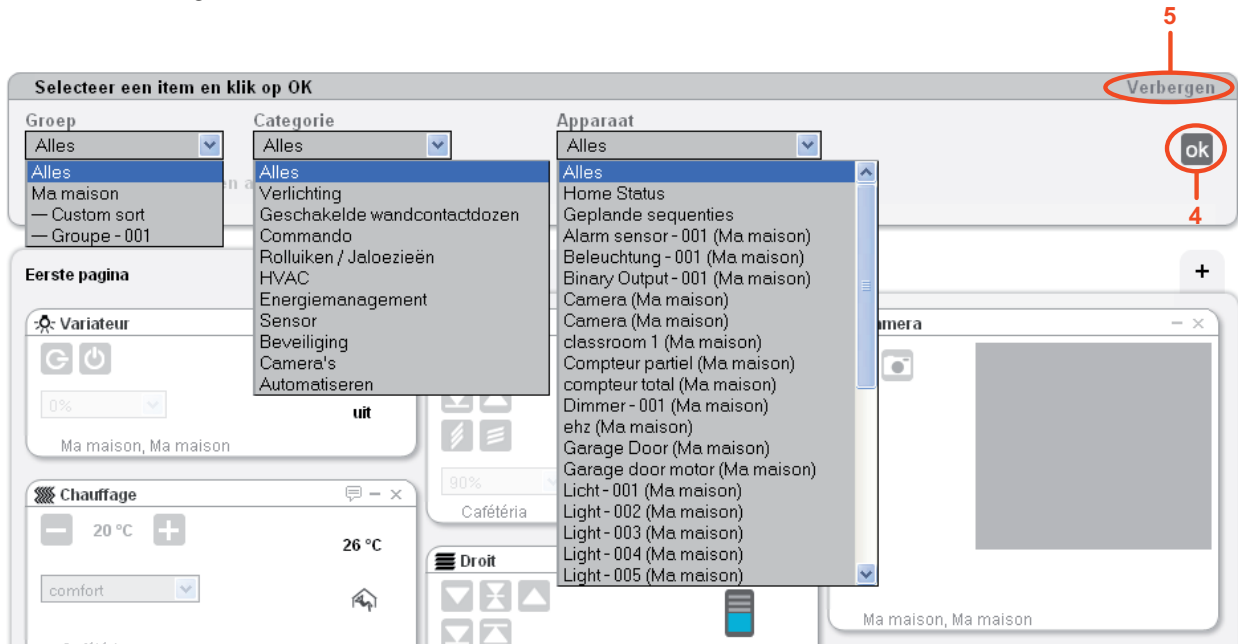 5
Selecteer een item en klik op OK
Verbergen
Groep
Categorie
Apparaat
Alles
Alles
Alles
ok
4
Alles
Ma maison
— Custom sort
— Groupe - 001
Alles
Verlichting
Geschakelde wandcontactdozen
Commando
Rolluiken / Jaloezieën
HVAC
Energiemanagement
Sensor
Beveiliging
Camera's
Automatiseren
Alles
Home Status
Geplande sequenties
Alarm sensor - 001 (Ma maison)
Beleuchtung - 001 (Ma maison)
Binary Output - 001 (Ma maison)
Camera (Ma maison)
Camera (Ma maison)
classroom 1 (Ma maison)
Compteur partiel (Ma maison)
compteur total (Ma maison)
Dimmer - 001 (Ma maison)
ehz (Ma maison)
Garage Door (Ma maison)
Garage door motor (Ma maison)
Licht - 001 (Ma maison)
Light - 002 (Ma maison)
Light - 003 (Ma maison)
Light - 004 (Ma maison)
Light - 005 (Ma maison)
Eerste pagina
+
Variateur
0%
uit
Ma maison, Ma maison
Chauffage
20 °C
26 °C
comfort
90%
Cafétéria
Droit
mera
Ma maison, Ma maison